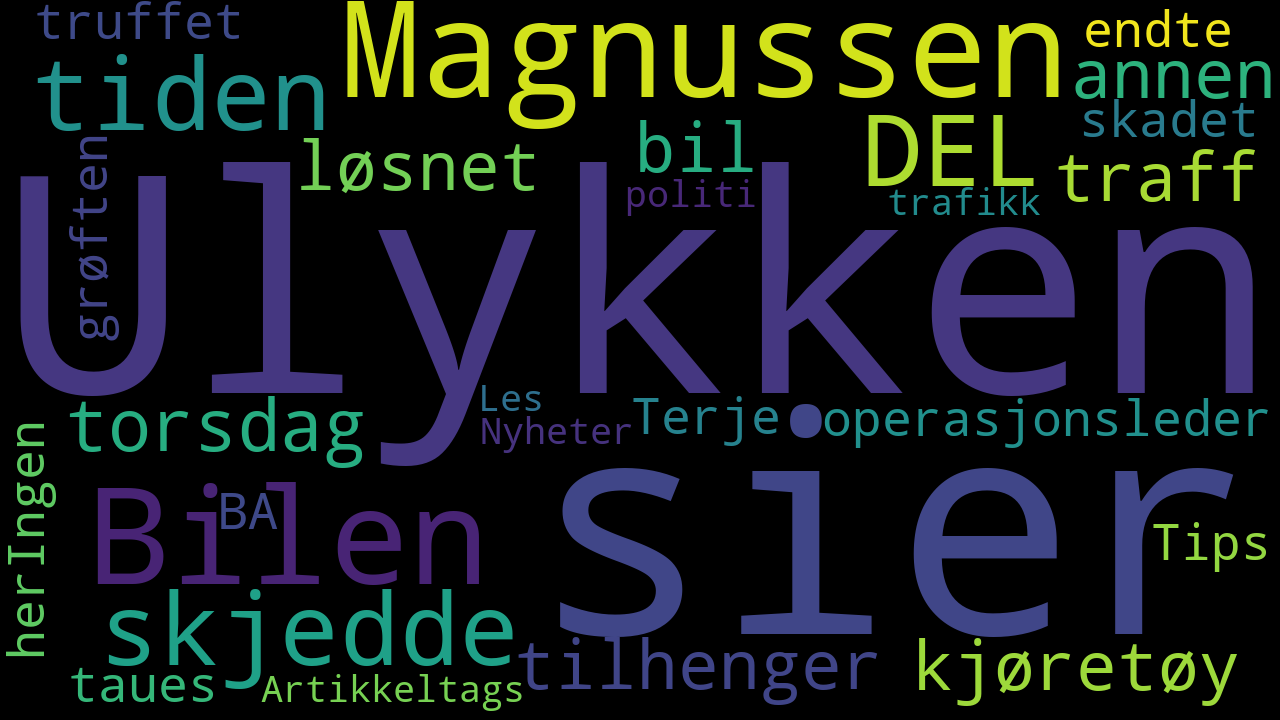 truffet
Magnussen
endte
tiden
annen
skadet
løsnet
bil
DEL
traff
politi
trafikk
grøften
Ulykken
Les
Terje
operasjonsleder
torsdag
Nyheter
herIngen
Bilen
BA
sier
Tips
skjedde
tilhenger
kjøretøy
taues
Artikkeltags